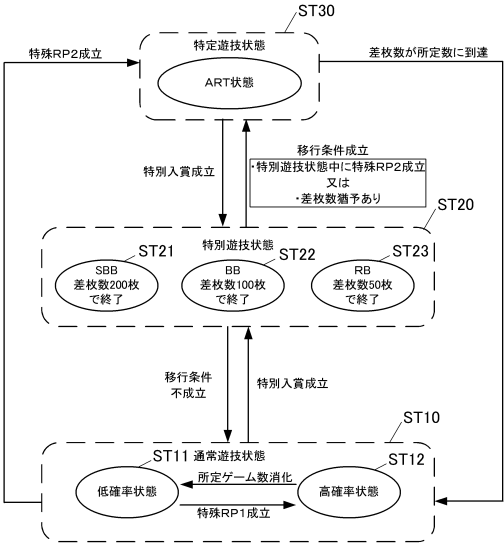 ST30
特定遊技状態
ART状態
特殊RP2成立
差枚数が所定数に到達
特別入賞成立
移行条件成立
・特別遊技状態中に特殊RP2成立
又は
・差枚数猶予あり
ST20
特別遊技状態
ST21
SBB
差枚数200枚
で終了
ST22
BB
差枚数100枚
で終了
ST23
RB
差枚数50枚
で終了
移行条件
不成立
特別入賞成立
ST10
通常遊技状態
ST11
低確率状態
所定ゲーム数消化
特殊RP1成立
ST12
高確率状態